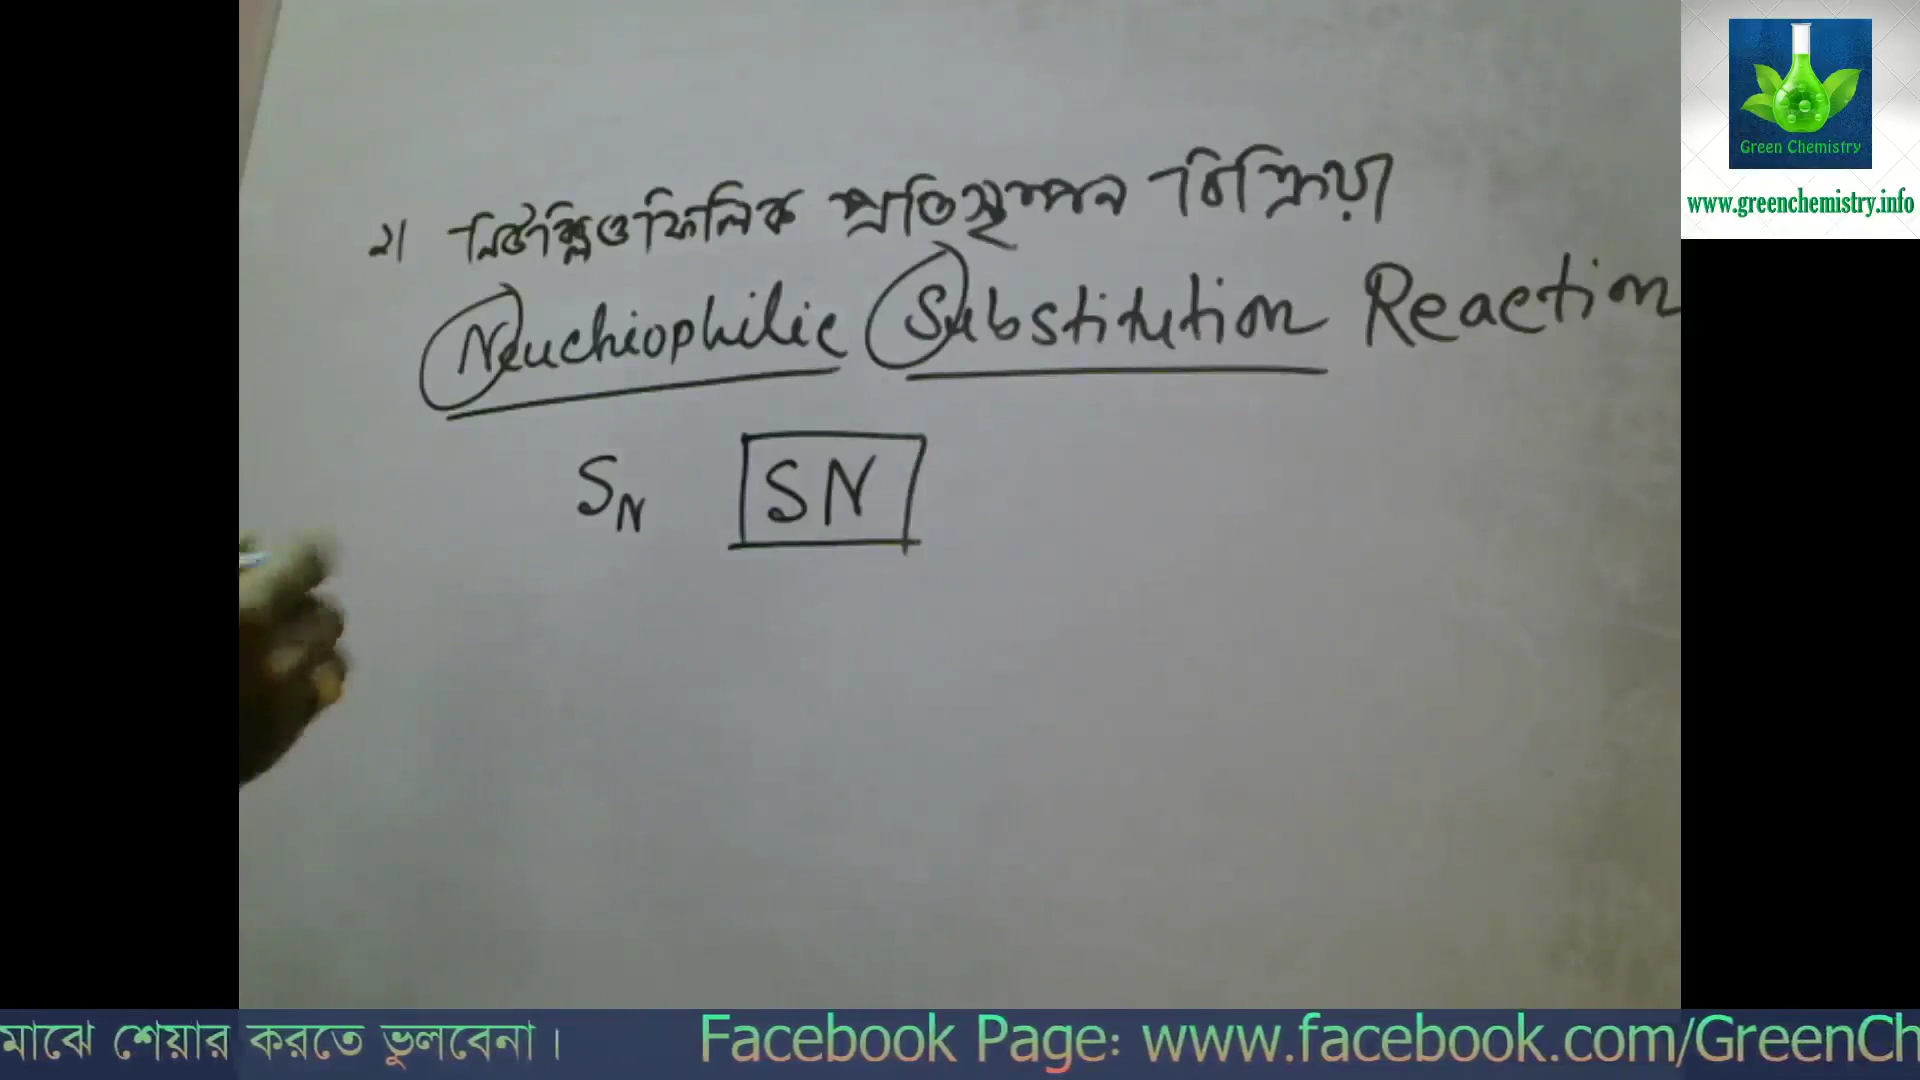 ২। নিউক্লিওফিলিক প্রতিস্থাপন বিক্রিয়া
Neuchiophilic Substitution Reaction
SN SN
Green Chemistry
www.greenchemistry.info
মাঝে শেয়ার করতে ভুলবেনা। Facebook Page: www.facebook.com/GreenCh